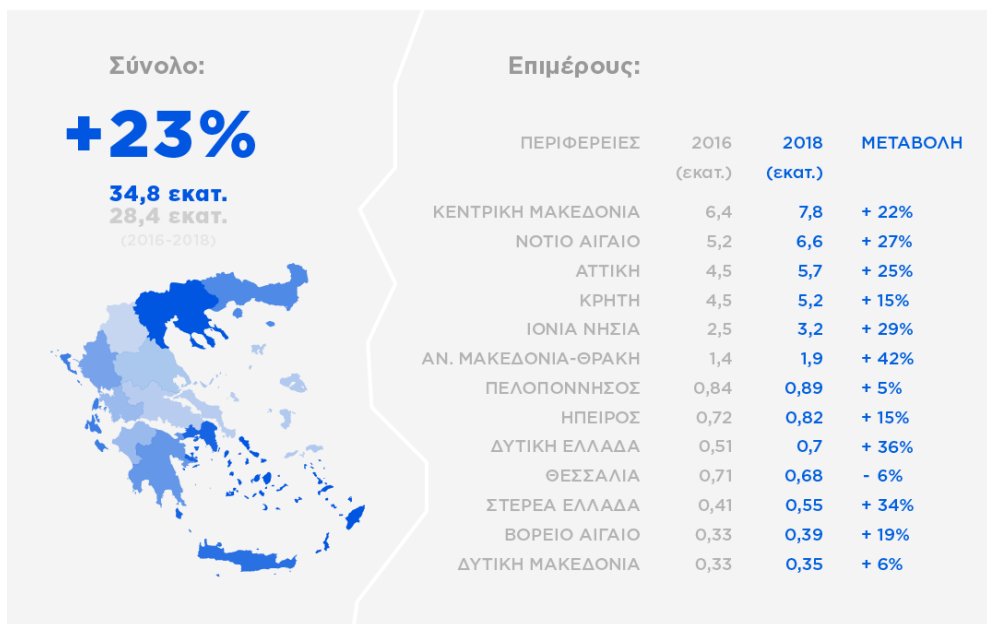 Σύνολο:
+23%
34,8 εκατ.
28,4 εκατ.
(2016-2018)
Επιμέρους:
ΠΕΡΙΦΕΡΕΙΕΣ 2016 2018 ΜΕΤΑΒΟΛΗ
(εκατ.) (εκατ.)
ΚΕΝΤΡΙΚΗ ΜΑΚΕΔΟΝΙΑ 6,4 7,8 + 22%
ΝΟΤΙΟ ΑΙΓΑΙΟ 5,2 6,6 + 27%
ΑΤΤΙΚΗ 4,5 5,7 + 25%
ΚΡΗΤΗ 4,5 5,2 + 15%
ΙΟΝΙΑ ΝΗΣΙΑ 2,5 3,2 + 29%
ΑΝ. ΜΑΚΕΔΟΝΙΑ-ΘΡΑΚΗ 1,4 1,9 + 42%
ΠΕΛΟΠΟΝΝΗΣΟΣ 0,84 0,89 + 5%
ΗΠΕΙΡΟΣ 0,72 0,82 + 15%
ΔΥΤΙΚΗ ΕΛΛΑΔΑ 0,51 0,7 + 36%
ΘΕΣΣΑΛΙΑ 0,71 0,68 - 6%
ΣΤΕΡΕΑ ΕΛΛΑΔΑ 0,41 0,55 + 34%
ΒΟΡΕΙΟ ΑΙΓΑΙΟ 0,33 0,39 + 19%
ΔΥΤΙΚΗ ΜΑΚΕΔΟΝΙΑ 0,33 0,35 + 6%